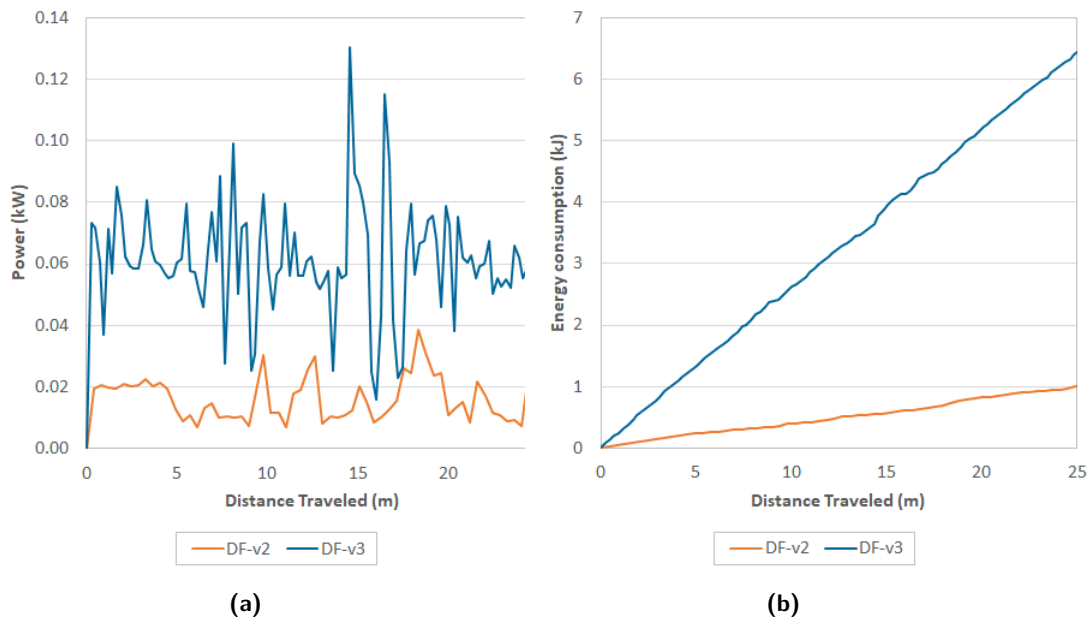 0.14
0.12
0.10
0.08
0.06
0.04
0.02
0.00
Power (kW)
0 5 10 15 20
Distance Traveled (m)
DF-v2 DF-v3
(a)
7
6
5
4
3
2
1
0
Energy consumption (kJ)
0 5 10 15 20 25
Distance Traveled (m)
DF-v2 DF-v3
(b)